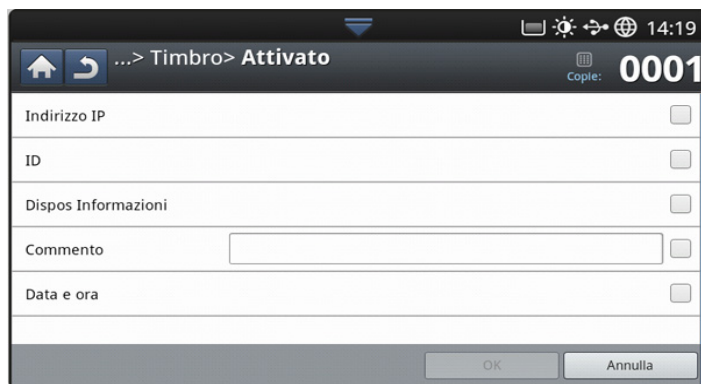 14:19
...> Timbro> Attivato
Copie: 0001
Indirizzo IP
ID
Dispos Informazioni
Commento
Data e ora
OK Annulla